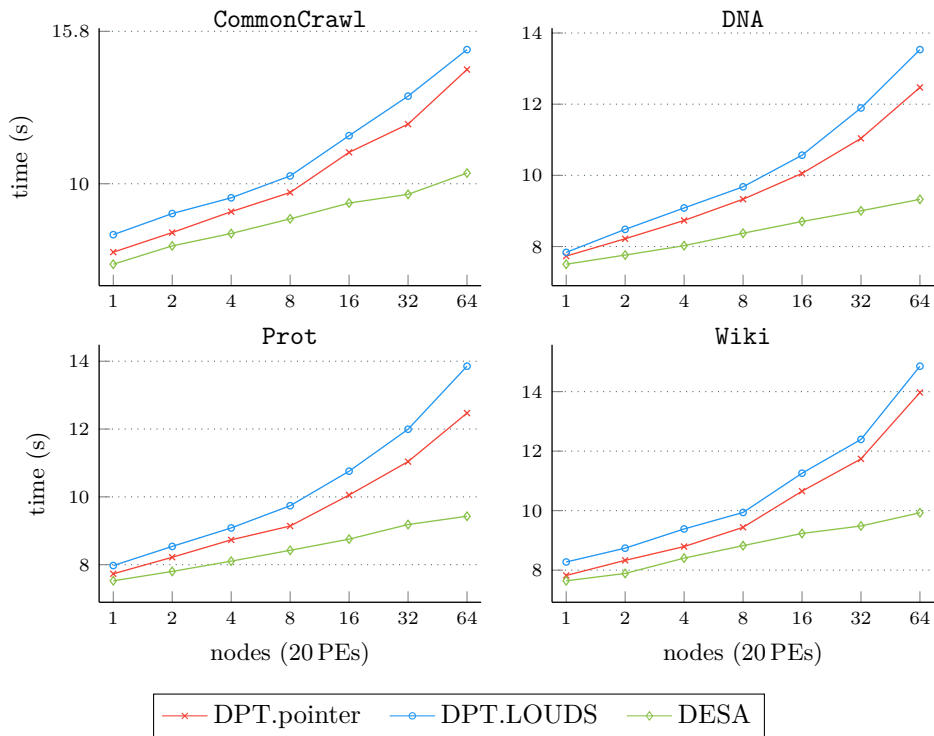 CommonCrawl
DNA
15.8
10
time (s)
1 2 4 8 16 32 64
14
12
10
8
1 2 4 8 16 32 64
Prot
Wiki
14
12
10
8
time (s)
1 2 4 8 16 32 64
nodes (20 PEs)
14
12
10
8
1 2 4 8 16 32 64
nodes (20 PEs)
DPT.pointer DPT.LOUDS DESA